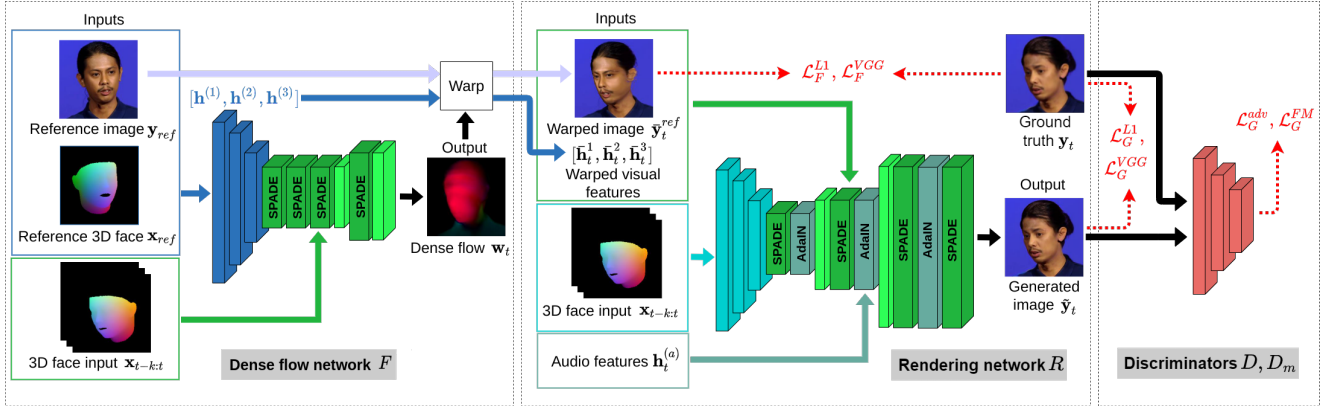 Inputs
Reference image y_ref
Reference 3D face x_ref
3D face input x_{t−k:t}
[h^{(1)}, h^{(2)}, h^{(3)}]
SPADE
SPADE
SPADE
SPADE
Warp
Output
Dense flow w_t
Dense flow network F
Inputs
Warped image ȳ_t^{ref}
[h̄_t^1, h̄_t^2, h̄_t^3]
Warped visual
features
3D face input x_{t−k:t}
Audio features h_t^{(a)}
SPADE
AdaIN
SPADE
AdaIN
SPADE
AdaIN
SPADE
ℒ_F^{L1}, ℒ_F^{VGG}
Ground
truth y_t
ℒ_G^{L1},
ℒ_G^{VGG}
Output
Generated
image ỹ_t
Rendering network R
ℒ_G^{adv}, ℒ_G^{FM}
Discriminators D, D_m